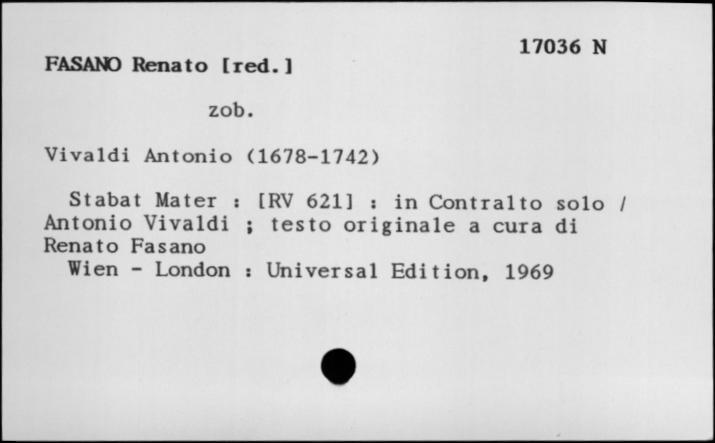 17036 N
FASANO Renato [red.]
zob.
Vivaldi Antonio (1678-1742)
Stabat Mater : [RV 621] : in Contralto solo /
Antonio Vivaldi ; testo originale a cura di
Renato Fasano
Wien - London : Universal Edition, 1969